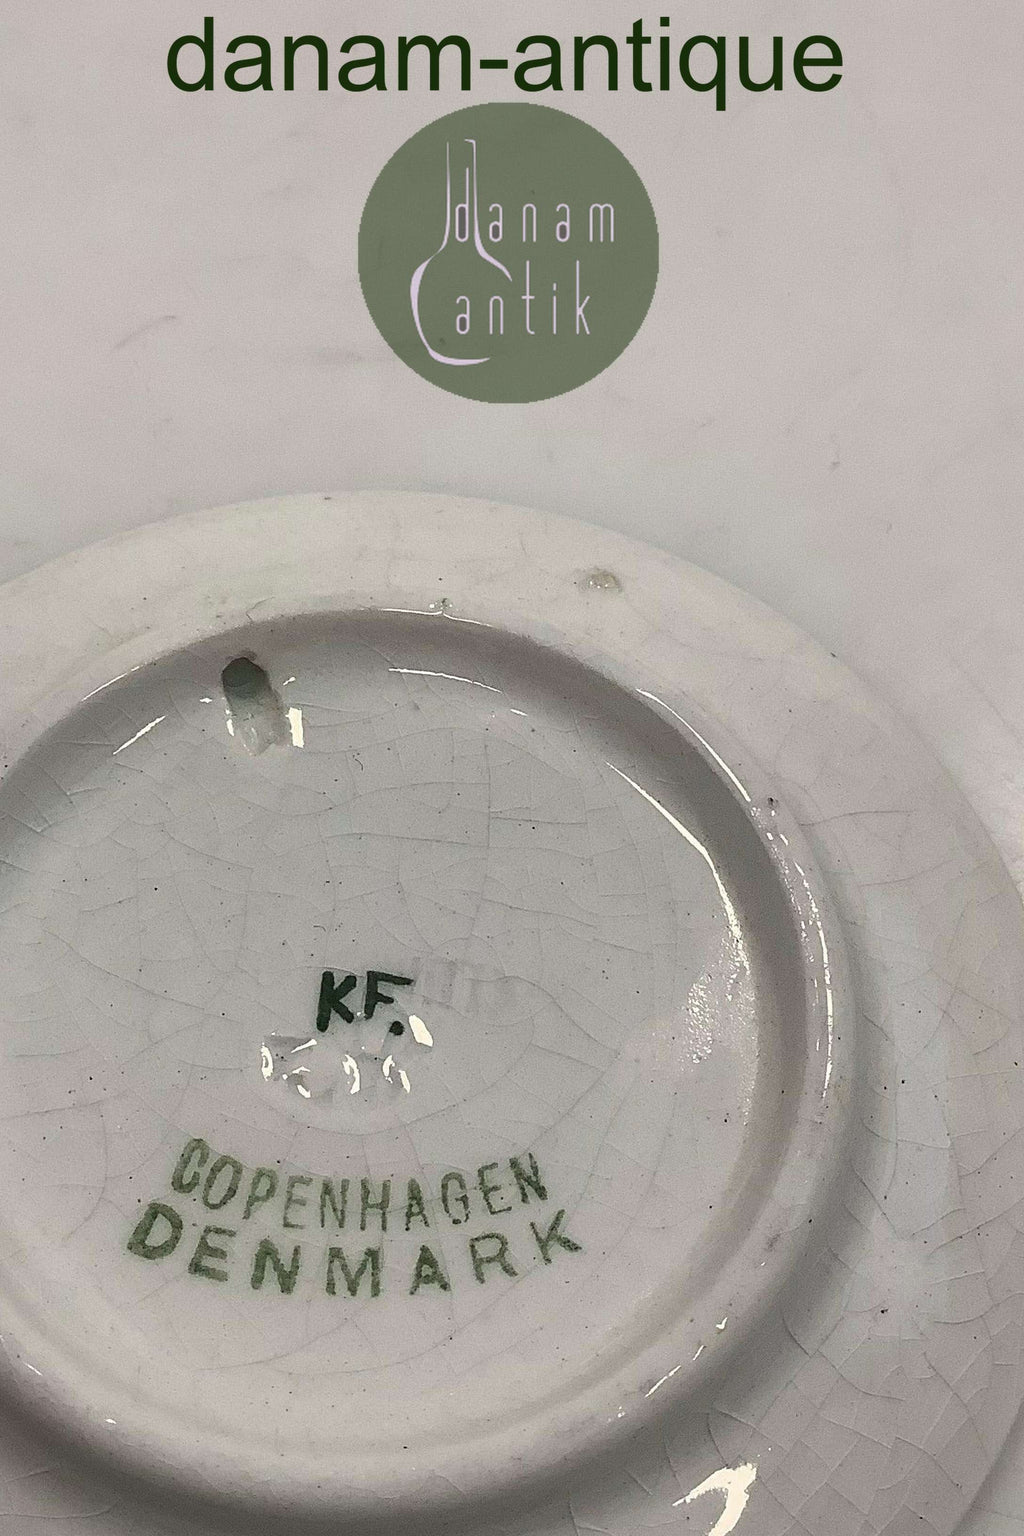 danam-antique
danam
antik
KF.
COPENHAGEN
DENMARK